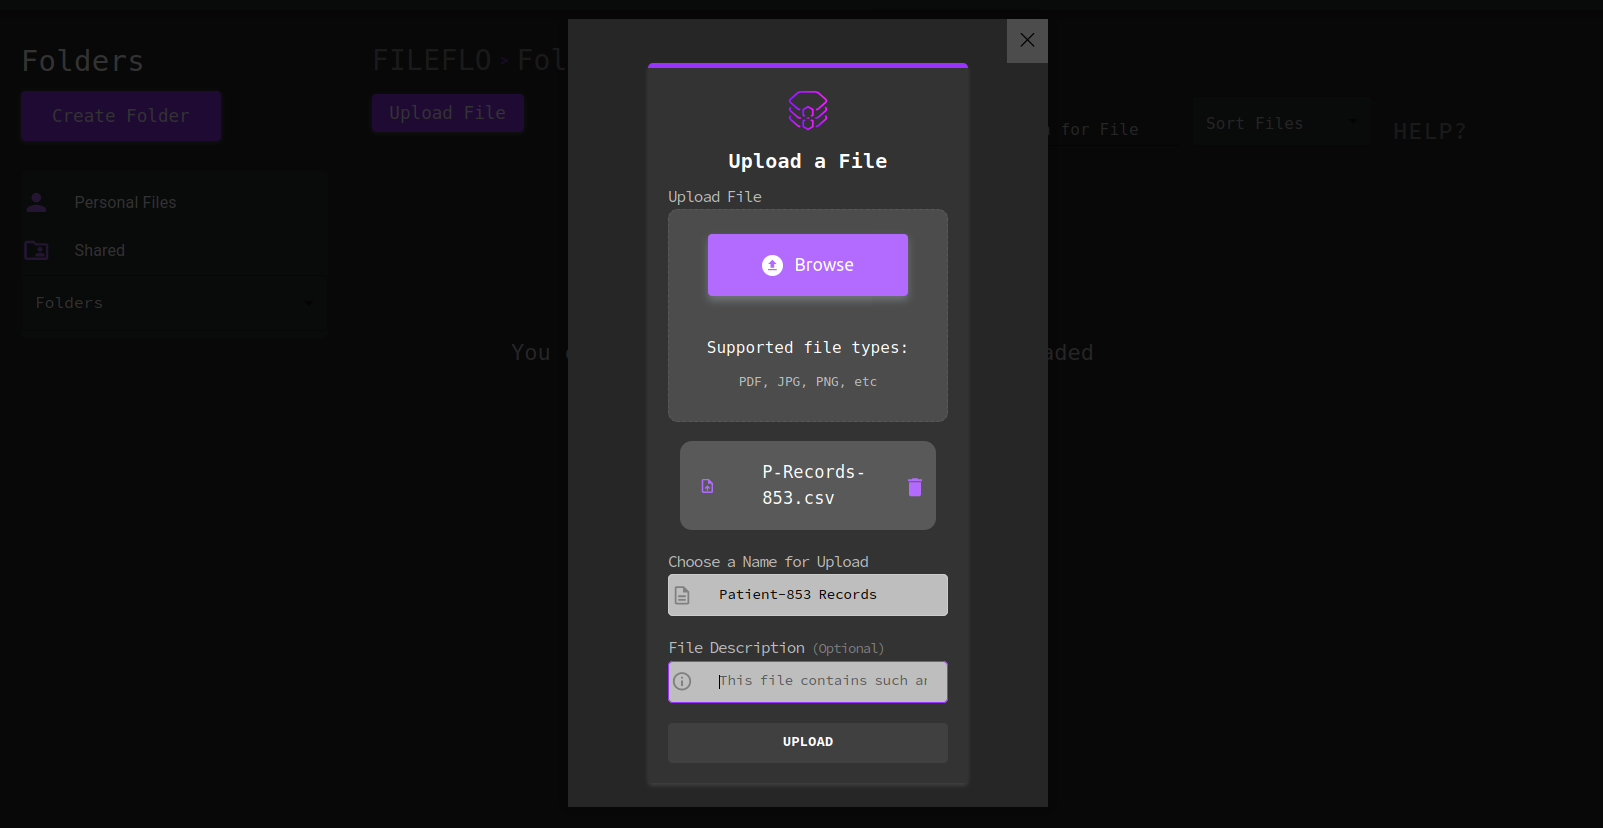 Folders
Create Folder
Personal Files
Shared
Folders
FILEFLO > Fol
Upload File
for File
Sort Files
HELP?
You
aded
Upload a File
Upload File
Browse
Supported file types:
PDF, JPG, PNG, etc
P-Records-
853.csv
Choose a Name for Upload
Patient-853 Records
File Description (Optional)
This file contains such ar
UPLOAD